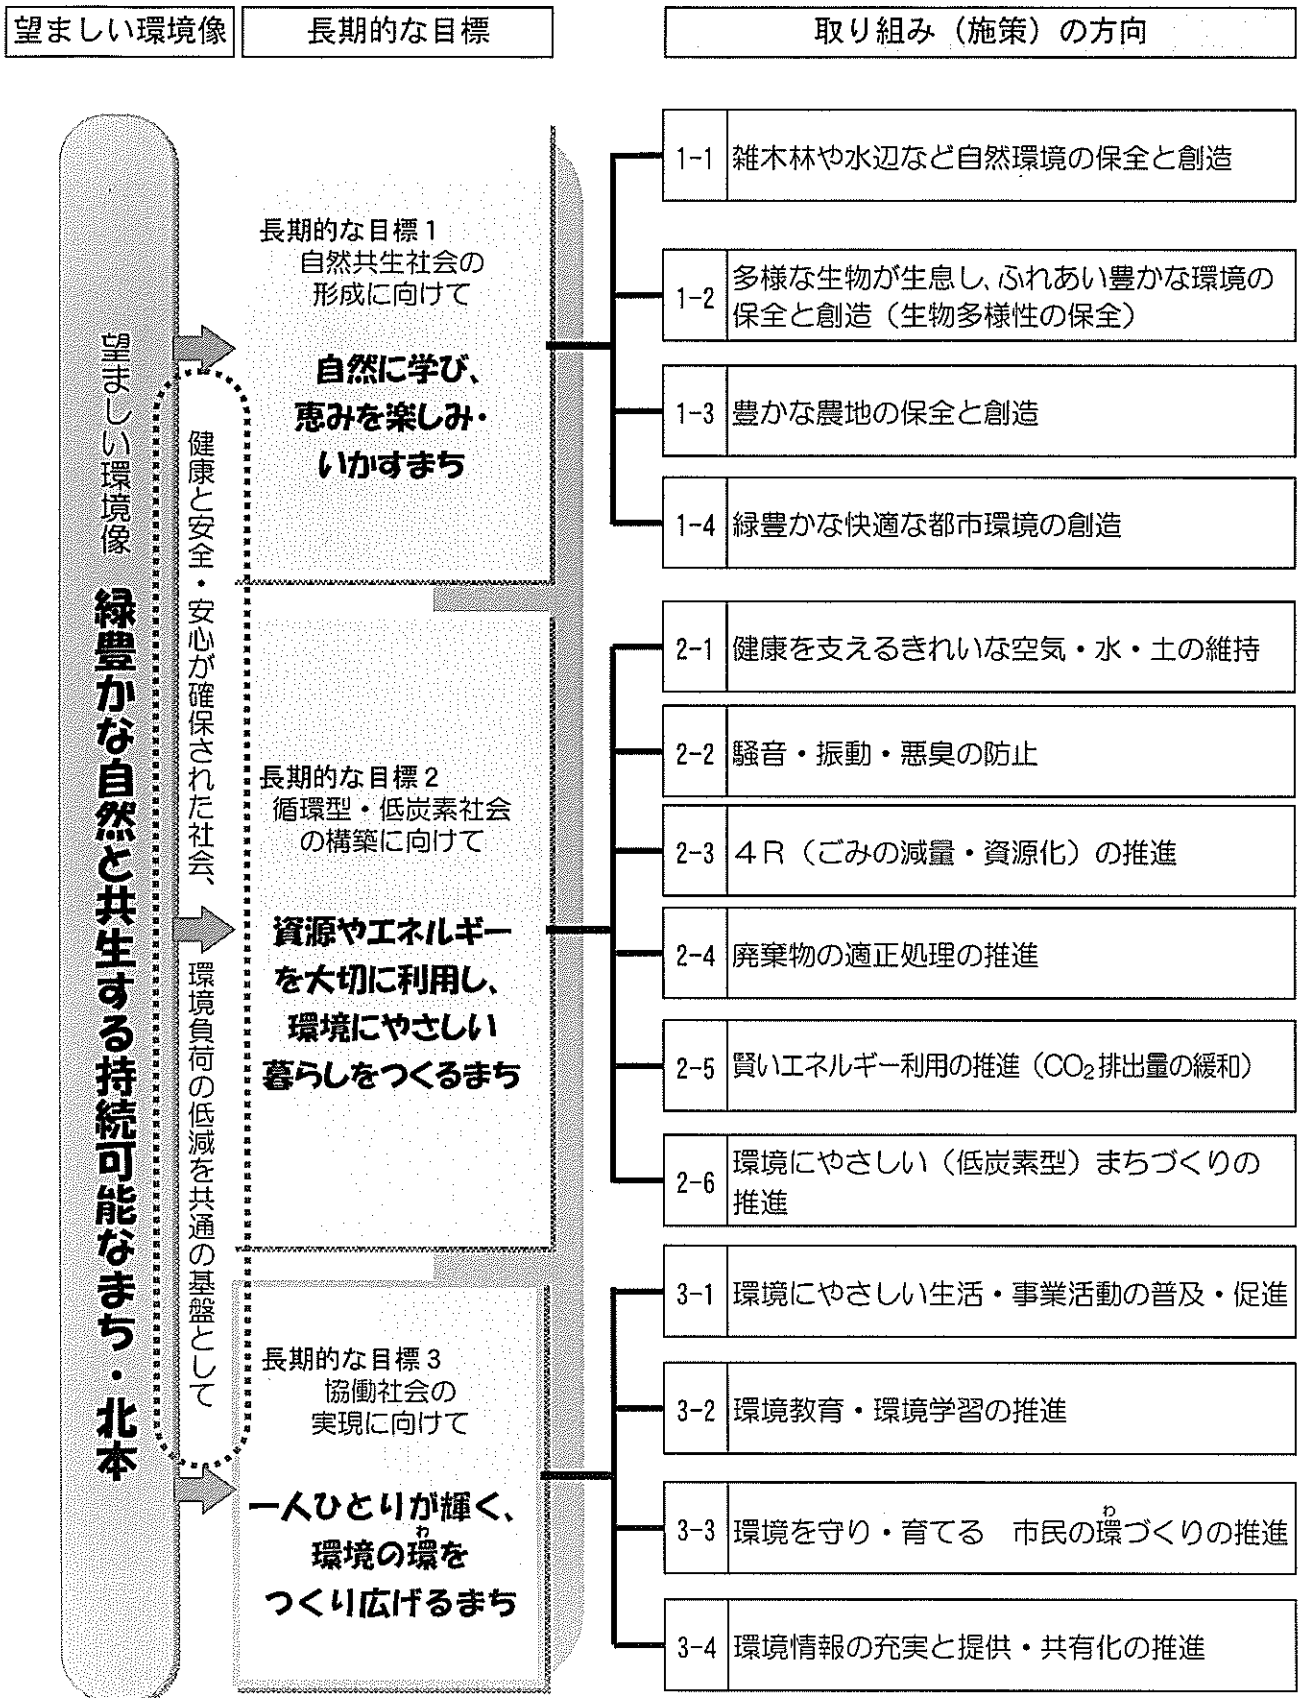 望ましい環境像
長期的な目標
取り組み（施策）の方向
望ましい環境像　緑豊かな自然と共生する持続可能なまち・北本
健康と安全・安心が確保された社会、環境負荷の低減を共通の基盤として
長期的な目標１
自然共生社会の
形成に向けて
自然に学び、
恵みを楽しみ・
いかすまち
1-1 雑木林や水辺など自然環境の保全と創造
1-2 多様な生物が生息し、ふれあい豊かな環境の
保全と創造（生物多様性の保全）
1-3 豊かな農地の保全と創造
1-4 緑豊かな快適な都市環境の創造
長期的な目標２
循環型・低炭素社会
の構築に向けて
資源やエネルギー
を大切に利用し、
環境にやさしい
暮らしをつくるまち
2-1 健康を支えるきれいな空気・水・土の維持
2-2 騒音・振動・悪臭の防止
2-3 ４Ｒ（ごみの減量・資源化）の推進
2-4 廃棄物の適正処理の推進
2-5 賢いエネルギー利用の推進（CO₂排出量の緩和）
2-6 環境にやさしい（低炭素型）まちづくりの
推進
長期的な目標３
協働社会の
実現に向けて
一人ひとりが輝く、
わ
環境の環を
つくり広げるまち
3-1 環境にやさしい生活・事業活動の普及・促進
3-2 環境教育・環境学習の推進
わ
3-3 環境を守り・育てる　市民の環づくりの推進
3-4 環境情報の充実と提供・共有化の推進